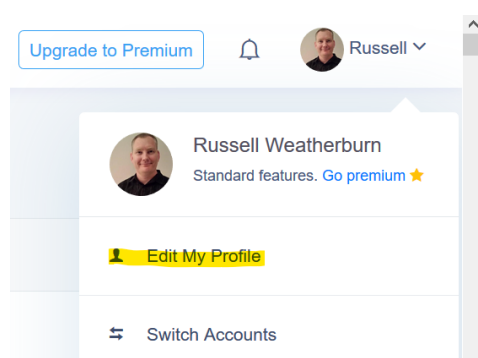 Upgrade to Premium
Russell
Russell Weatherburn
Standard features. Go premium
Edit My Profile
Switch Accounts